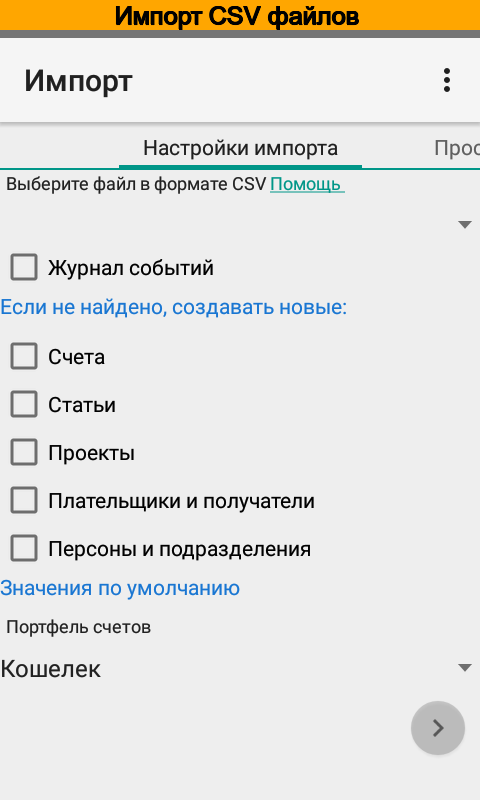 Импорт CSV файлов
Импорт
Настройки импорта Прос
Выберите файл в формате CSV Помощь
Журнал событий
Если не найдено, создавать новые:
Счета
Статьи
Проекты
Плательщики и получатели
Персоны и подразделения
Значения по умолчанию
Портфель счетов
Кошелек